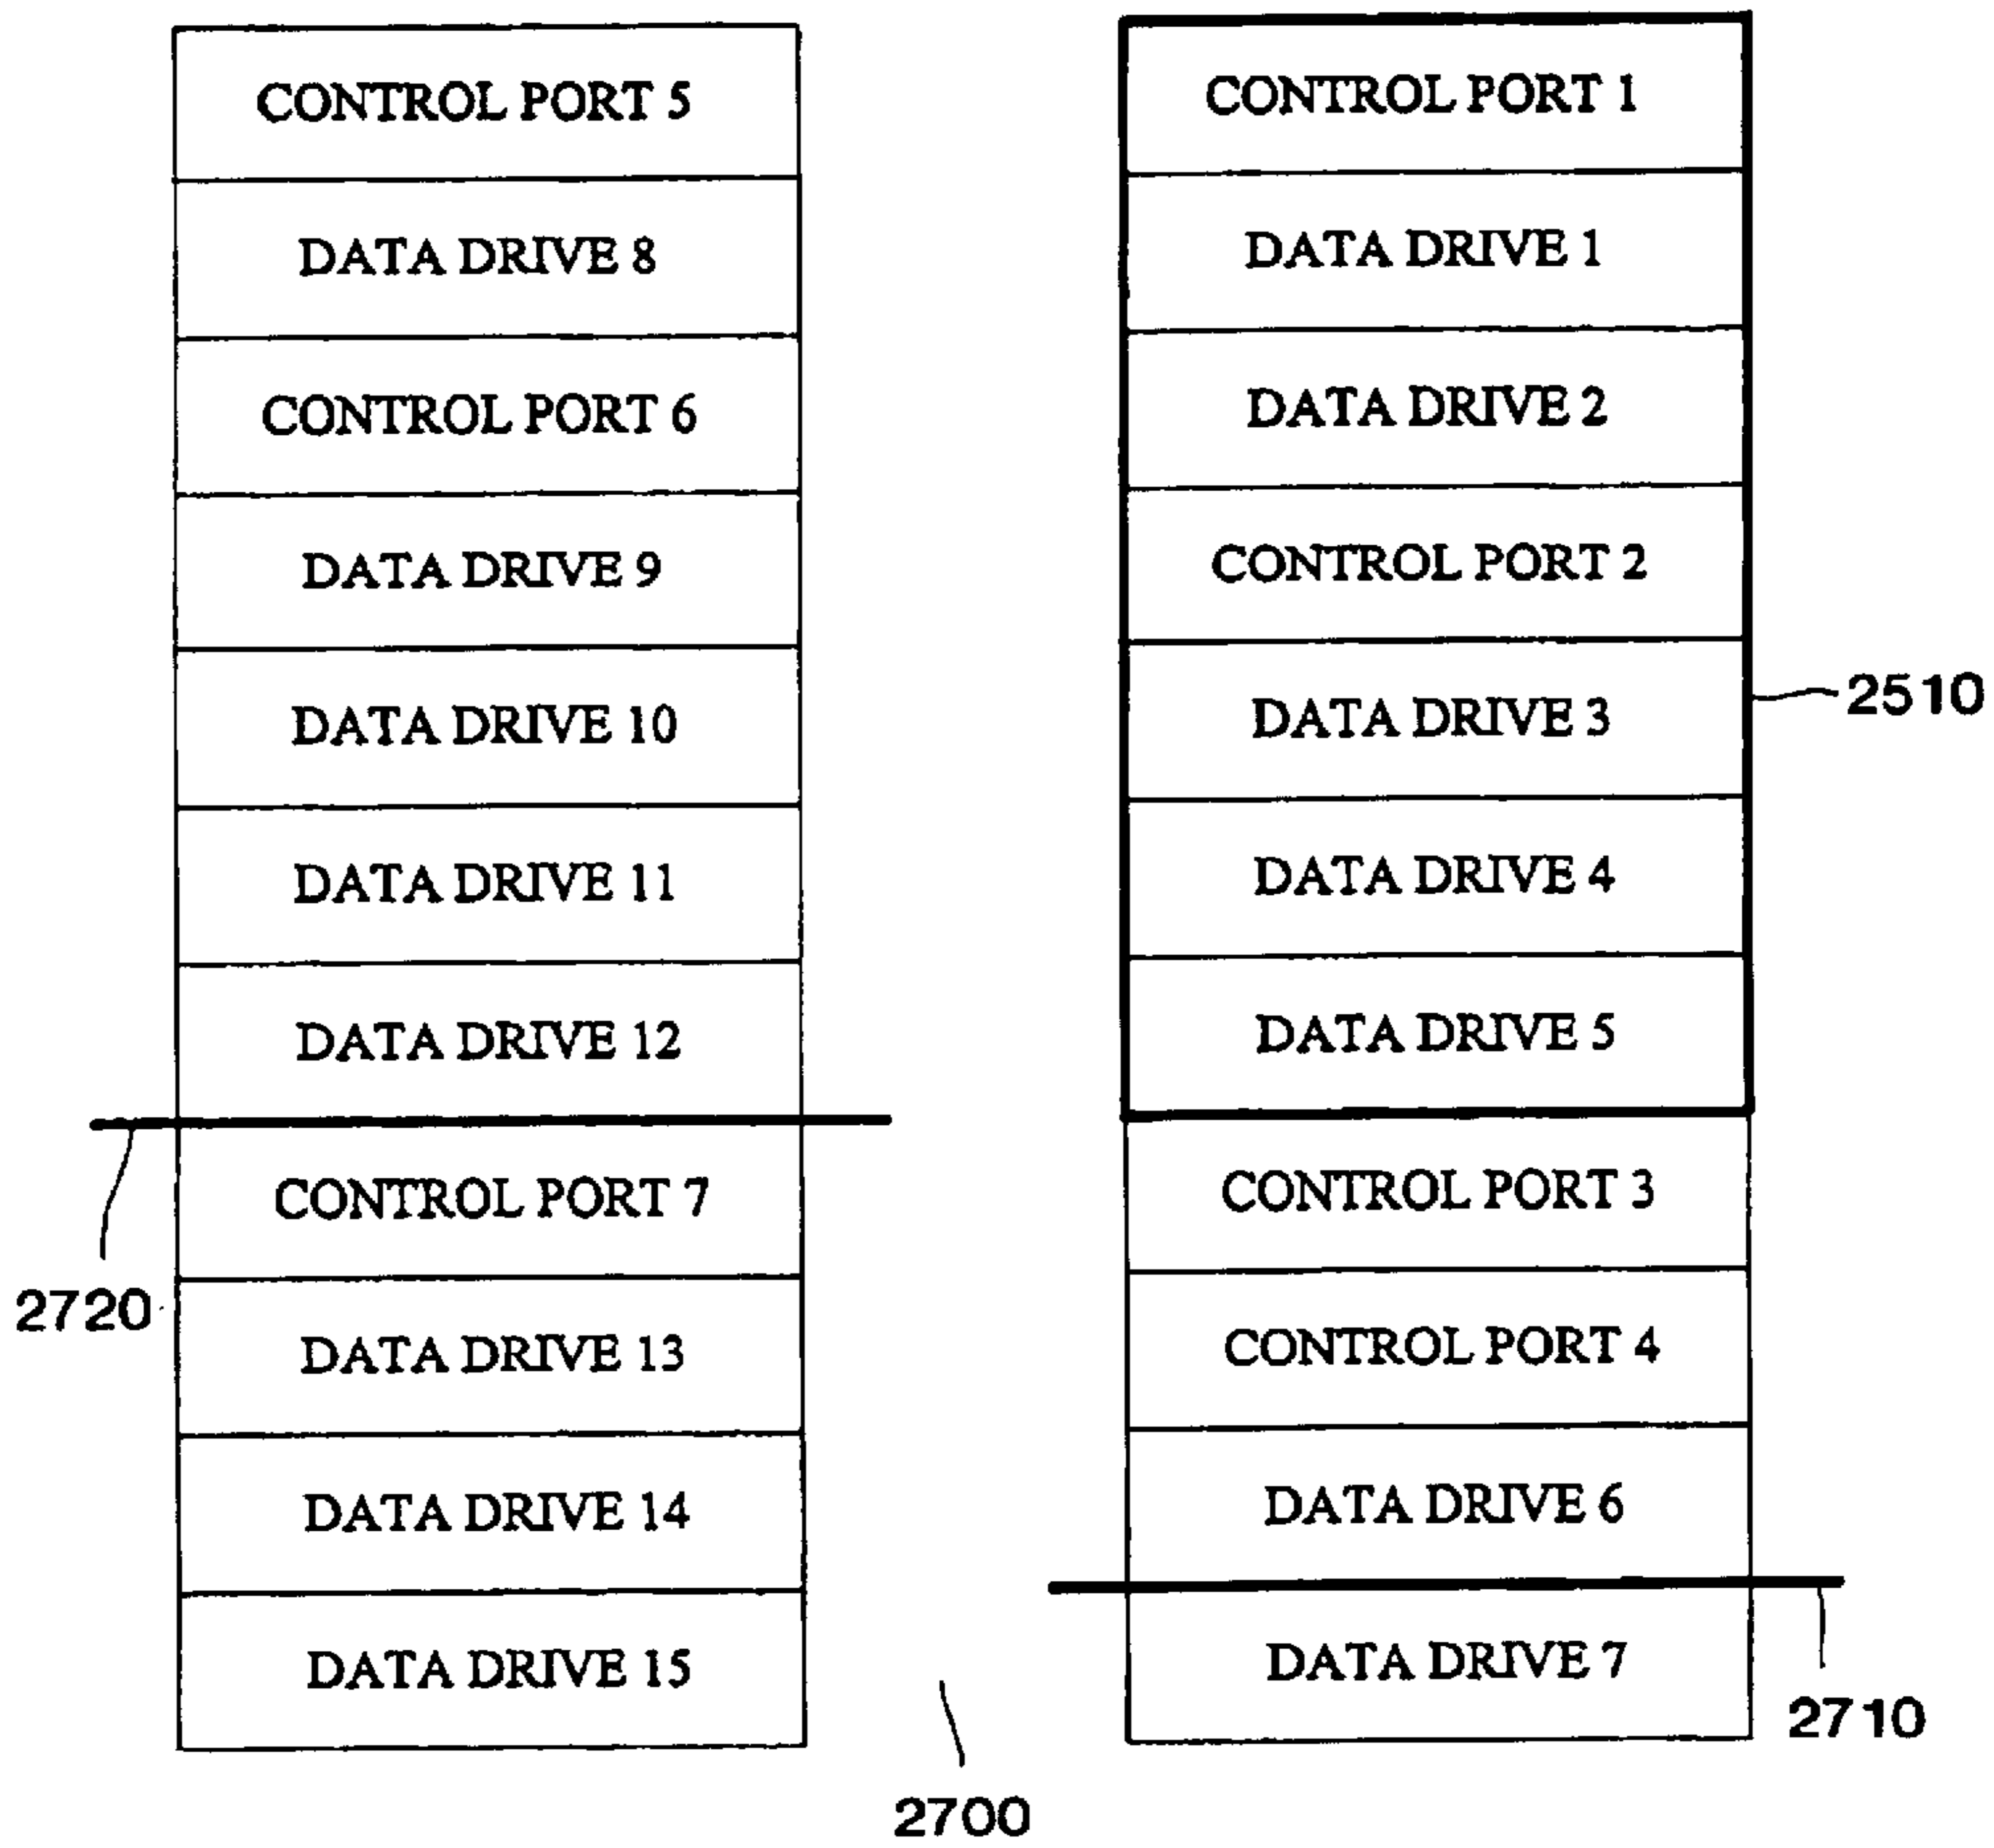 CONTROL PORT 5
DATA DRIVE 8
CONTROL PORT 6
DATA DRIVE 9
DATA DRIVE 10
DATA DRIVE 11
DATA DRIVE 12
CONTROL PORT 7
DATA DRIVE 13
DATA DRIVE 14
DATA DRIVE 15
2720
CONTROL PORT 1
DATA DRIVE 1
DATA DRIVE 2
CONTROL PORT 2
DATA DRIVE 3
DATA DRIVE 4
DATA DRIVE 5
CONTROL PORT 3
CONTROL PORT 4
DATA DRIVE 6
DATA DRIVE 7
2510
2710
2700